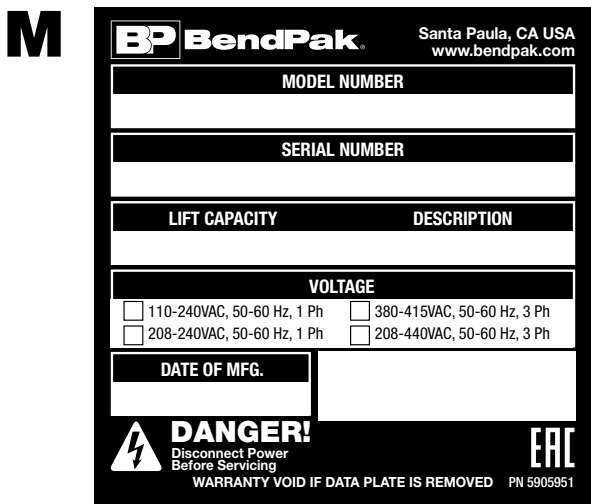 M
BP BendPak.
Santa Paula, CA USA
www.bendpak.com
MODEL NUMBER
SERIAL NUMBER
LIFT CAPACITY DESCRIPTION
VOLTAGE
110-240VAC, 50-60 Hz, 1 Ph 380-415VAC, 50-60 Hz, 3 Ph
208-240VAC, 50-60 Hz, 1 Ph 208-440VAC, 50-60 Hz, 3 Ph
DATE OF MFG.
DANGER!
Disconnect Power
Before Servicing
EAC
WARRANTY VOID IF DATA PLATE IS REMOVED PN 5905951